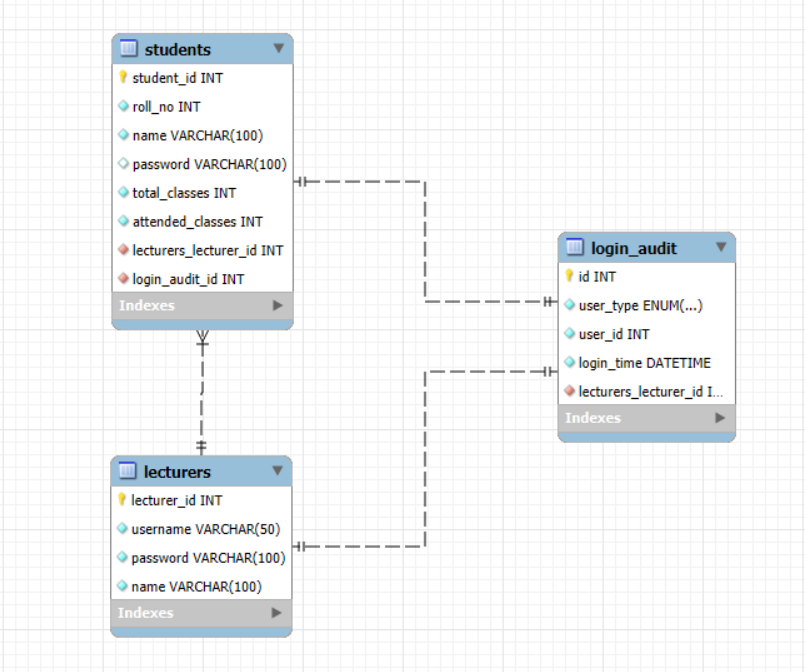 students
student_id INT
roll_no INT
name VARCHAR(100)
password VARCHAR(100)
total_classes INT
attended_classes INT
lecturers_lecturer_id INT
login_audit_id INT
Indexes
login_audit
id INT
user_type ENUM(...)
user_id INT
login_time DATETIME
lecturers_lecturer_id I...
Indexes
lecturers
lecturer_id INT
username VARCHAR(50)
password VARCHAR(100)
name VARCHAR(100)
Indexes